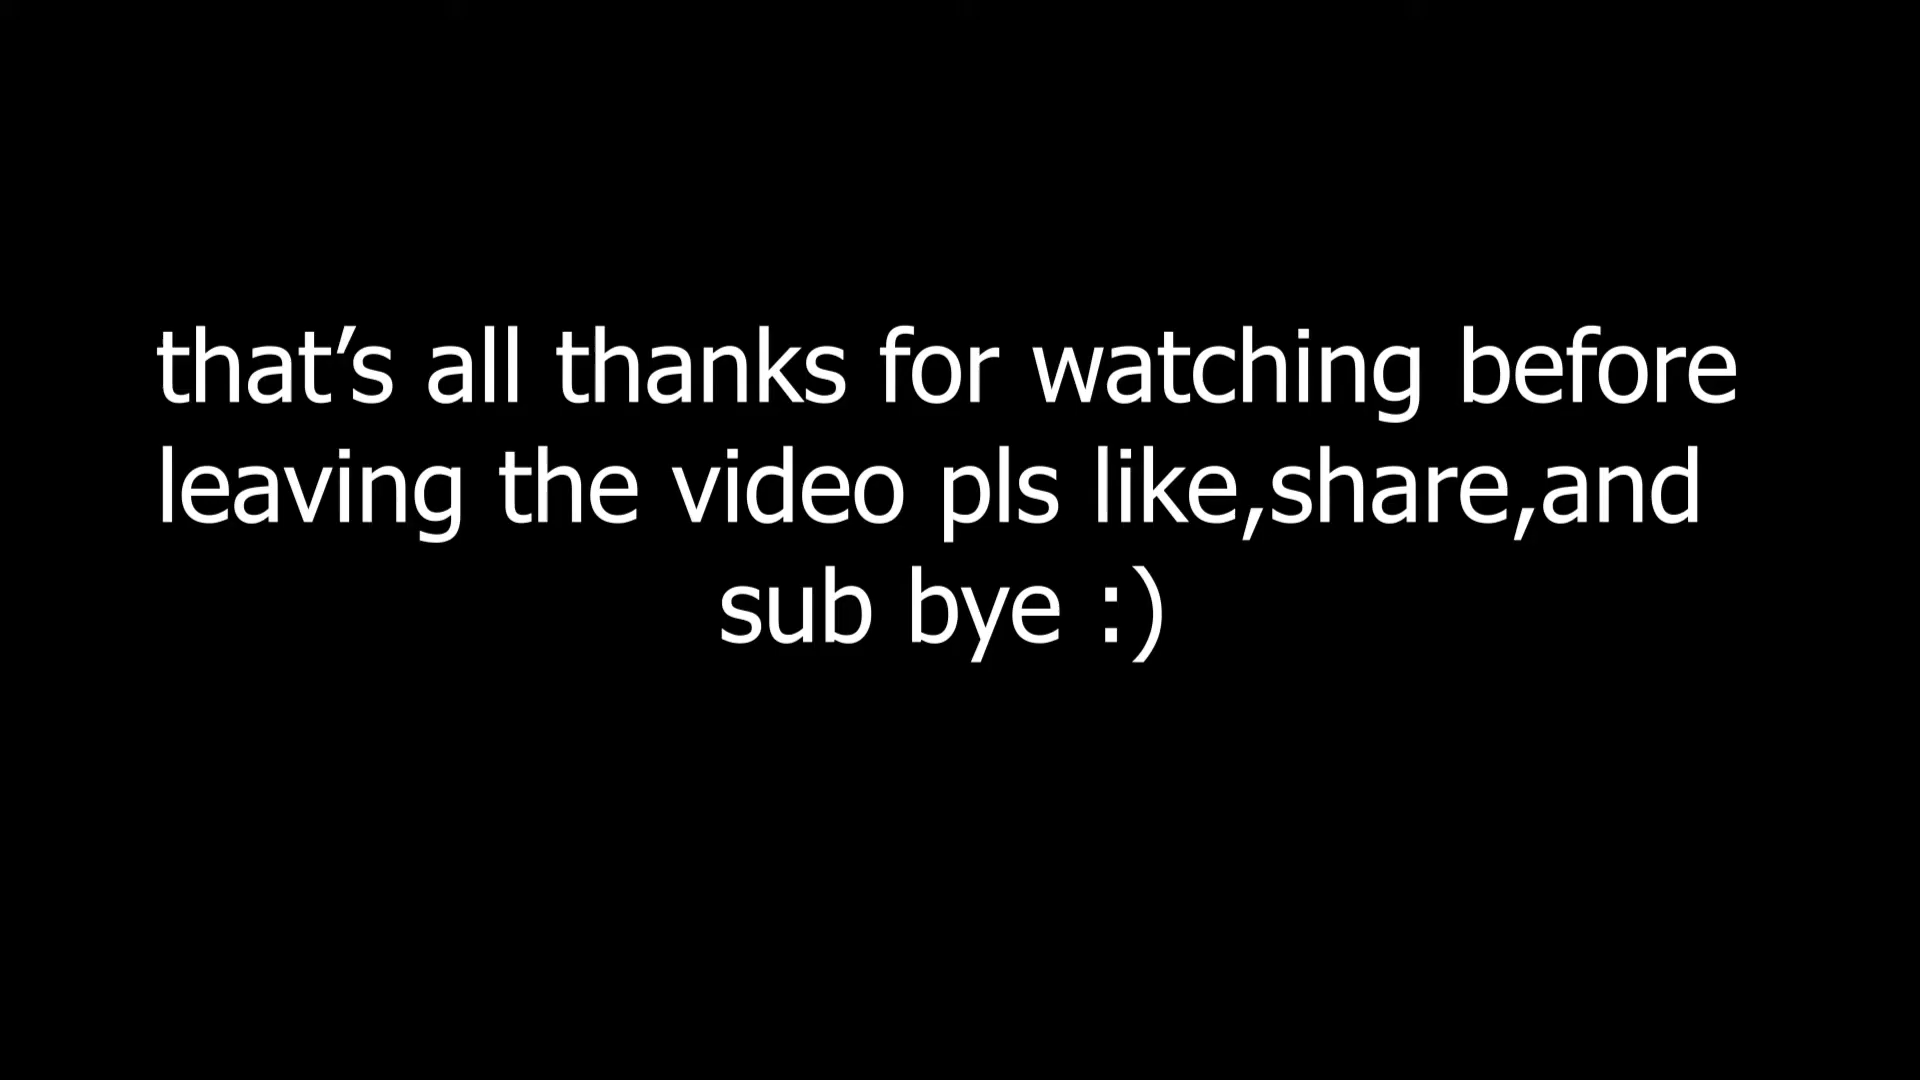 that’s all thanks for watching before
leaving the video pls like,share,and
sub bye :)